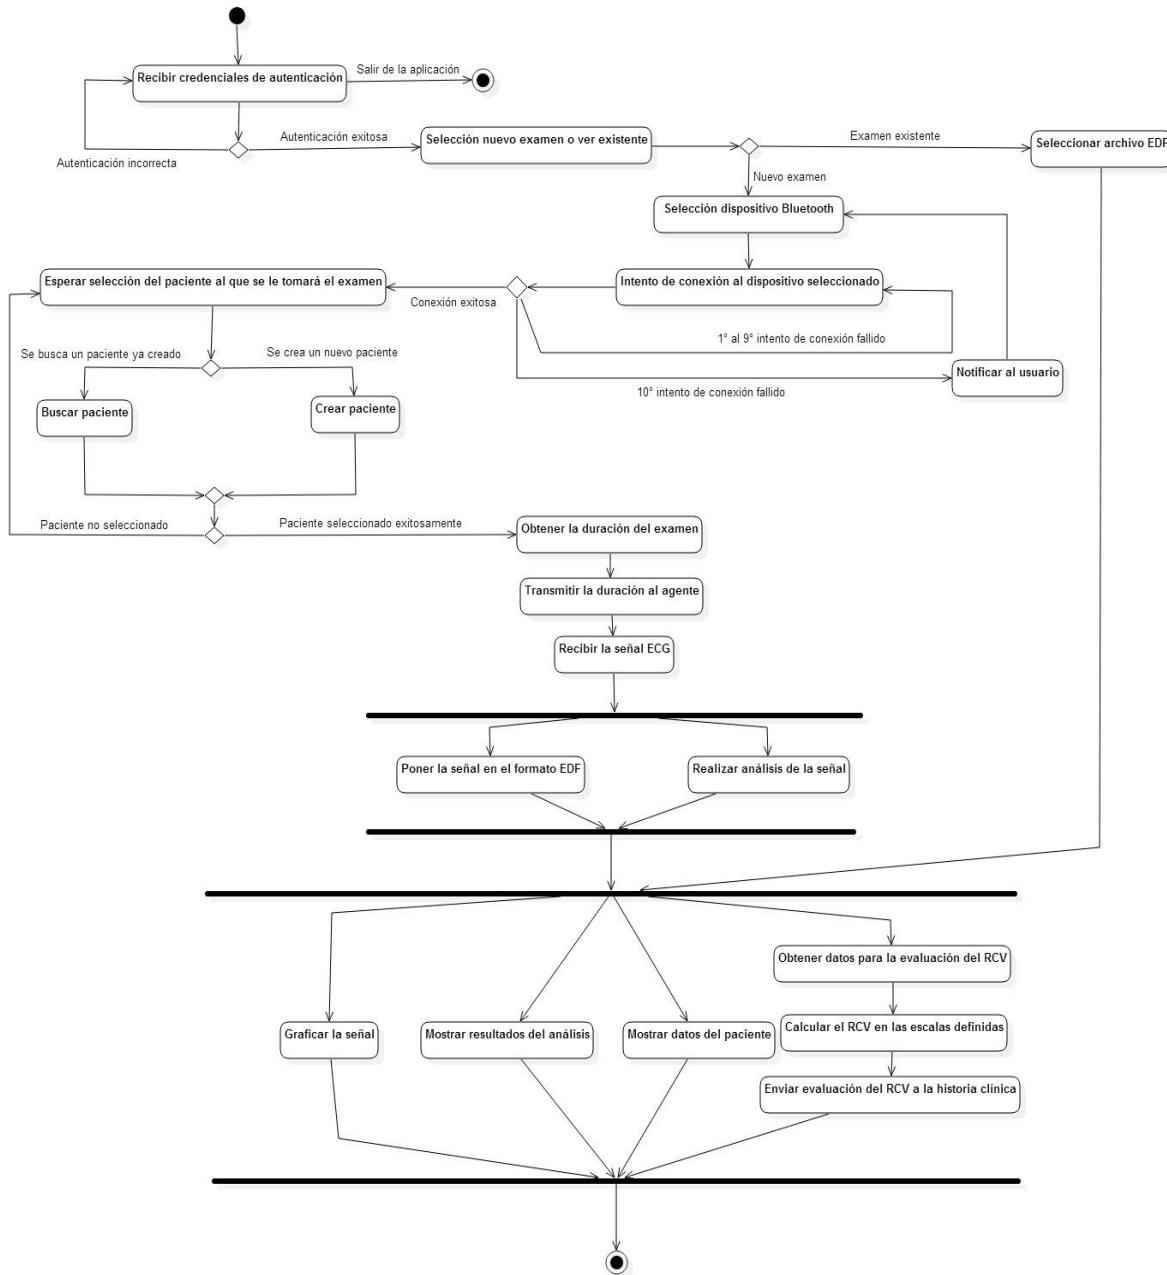 Recibir credenciales de autenticación
Salir de la aplicación
Autenticación exitosa
Autenticación incorrecta
Selección nuevo examen o ver existente
Examen existente
Seleccionar archivo EDF
Nuevo examen
Selección dispositivo Bluetooth
Intento de conexión al dispositivo seleccionado
Conexión exitosa
Esperar selección del paciente al que se le tomará el examen
1° al 9° intento de conexión fallido
Notificar al usuario
10° intento de conexión fallido
Se busca un paciente ya creado
Se crea un nuevo paciente
Buscar paciente
Crear paciente
Paciente no seleccionado
Paciente seleccionado exitosamente
Obtener la duración del examen
Transmitir la duración al agente
Recibir la señal ECG
Poner la señal en el formato EDF
Realizar análisis de la señal
Obtener datos para la evaluación del RCV
Graficar la señal
Mostrar resultados del análisis
Mostrar datos del paciente
Calcular el RCV en las escalas definidas
Enviar evaluación del RCV a la historia clínica